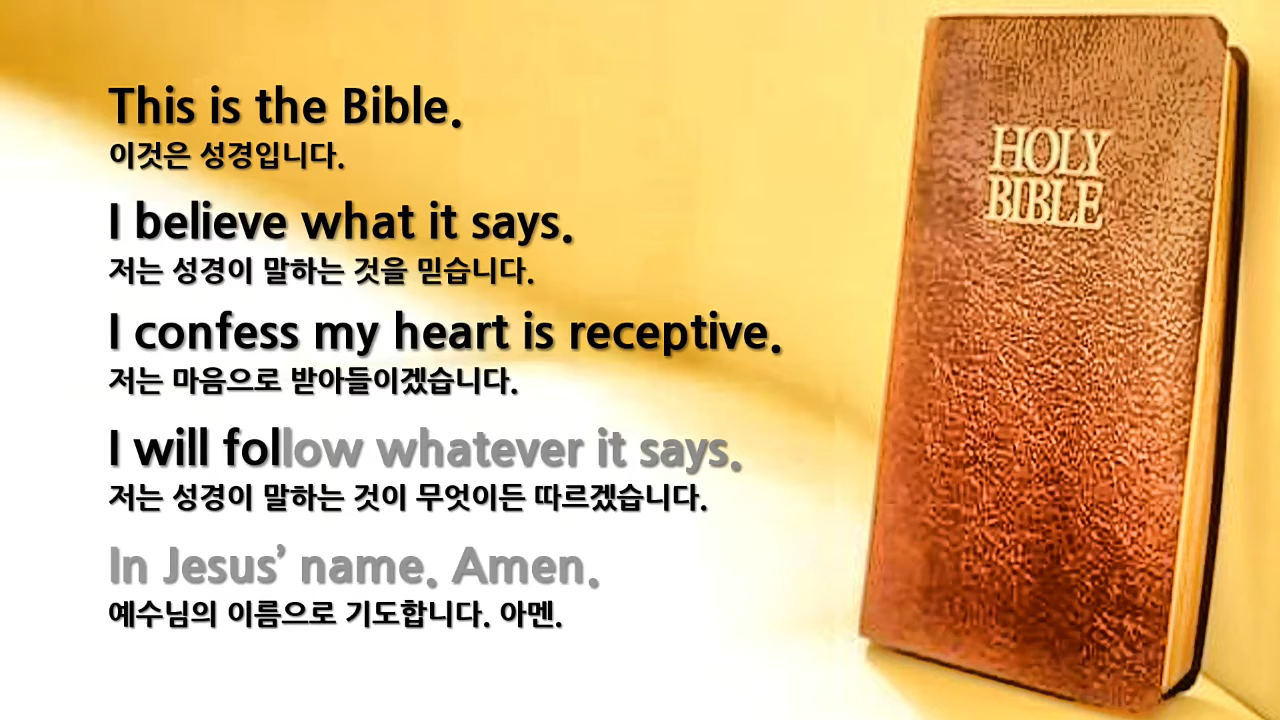 This is the Bible.
이것은 성경입니다.
I believe what it says.
저는 성경이 말하는 것을 믿습니다.
I confess my heart is receptive.
저는 마음으로 받아들이겠습니다.
I will follow whatever it says.
저는 성경이 말하는 것이 무엇이든 따르겠습니다.
In Jesus’ name. Amen.
예수님의 이름으로 기도합니다. 아멘.
HOLY
BIBLE